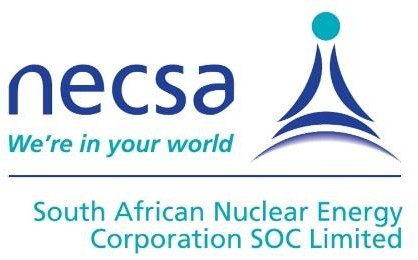 necsa
We're in your world
South African Nuclear Energy
Corporation SOC Limited